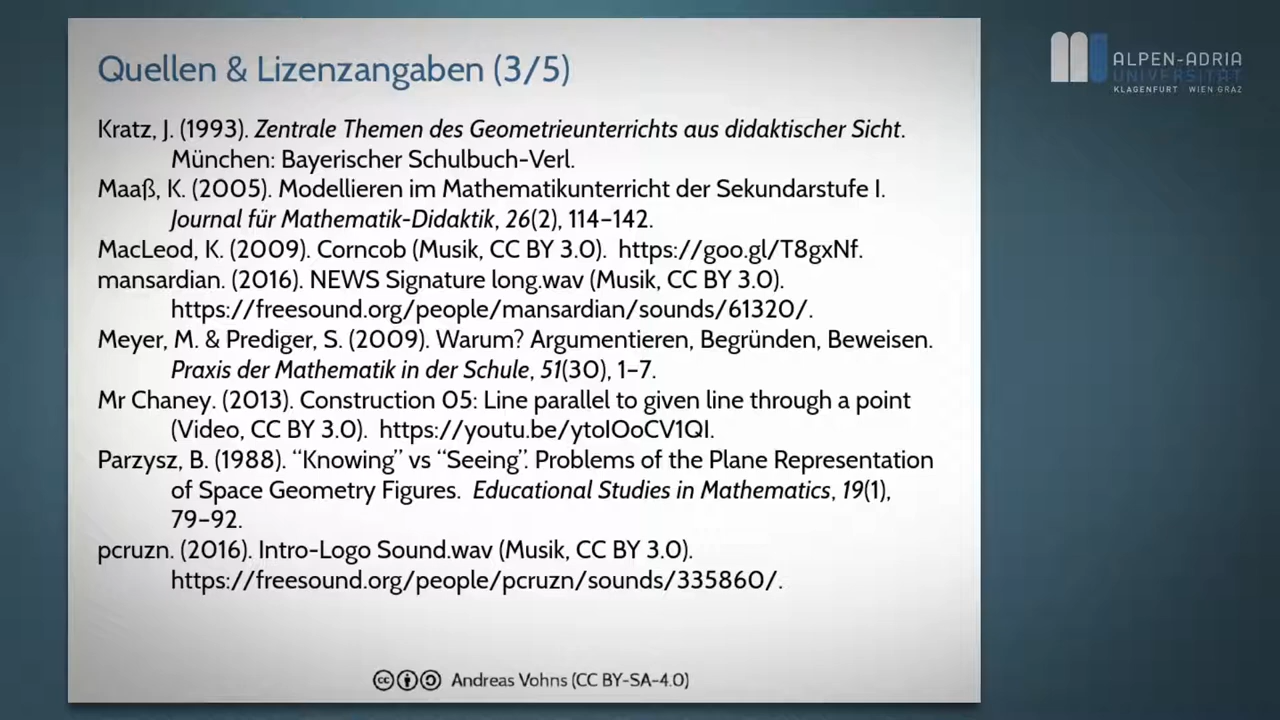 Quellen & Lizenzangaben (3/5)
Kratz, J. (1993). Zentrale Themen des Geometrieunterrichts aus didaktischer Sicht.
München: Bayerischer Schulbuch-Verl.
Maaß, K. (2005). Modellieren im Mathematikunterricht der Sekundarstufe I.
Journal für Mathematik-Didaktik, 26(2), 114–142.
MacLeod, K. (2009). Corncob (Musik, CC BY 3.0). https://goo.gl/T8gxNf.
mansardian. (2016). NEWS Signature long.wav (Musik, CC BY 3.0).
https://freesound.org/people/mansardian/sounds/61320/.
Meyer, M. & Prediger, S. (2009). Warum? Argumentieren, Begründen, Beweisen.
Praxis der Mathematik in der Schule, 51(30), 1–7.
Mr Chaney. (2013). Construction 05: Line parallel to given line through a point
(Video, CC BY 3.0). https://youtu.be/ytoIOoCV1QI.
Parzysz, B. (1988). “Knowing” vs “Seeing”. Problems of the Plane Representation
of Space Geometry Figures. Educational Studies in Mathematics, 19(1),
79–92.
pcruzn. (2016). Intro-Logo Sound.wav (Musik, CC BY 3.0).
https://freesound.org/people/pcruzn/sounds/335860/.
Andreas Vohns (CC BY-SA-4.0)
ALPEN-ADRIA
UNIVERSITÄT
KLAGENFURT WIEN GRAZ